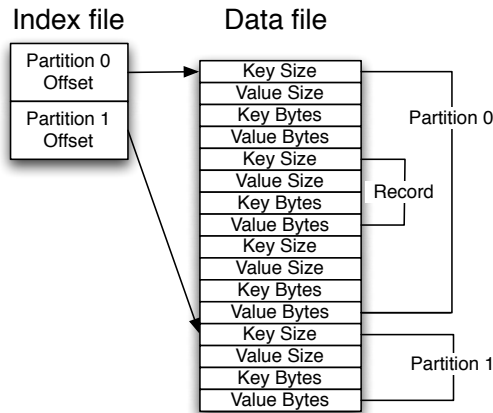 Index file
Data file
Partition 0
Offset
Partition 1
Offset
Key Size
Value Size
Key Bytes
Value Bytes
Key Size
Value Size
Key Bytes
Value Bytes
Key Size
Value Size
Key Bytes
Value Bytes
Key Size
Value Size
Key Bytes
Value Bytes
Partition 0
Record
Partition 1